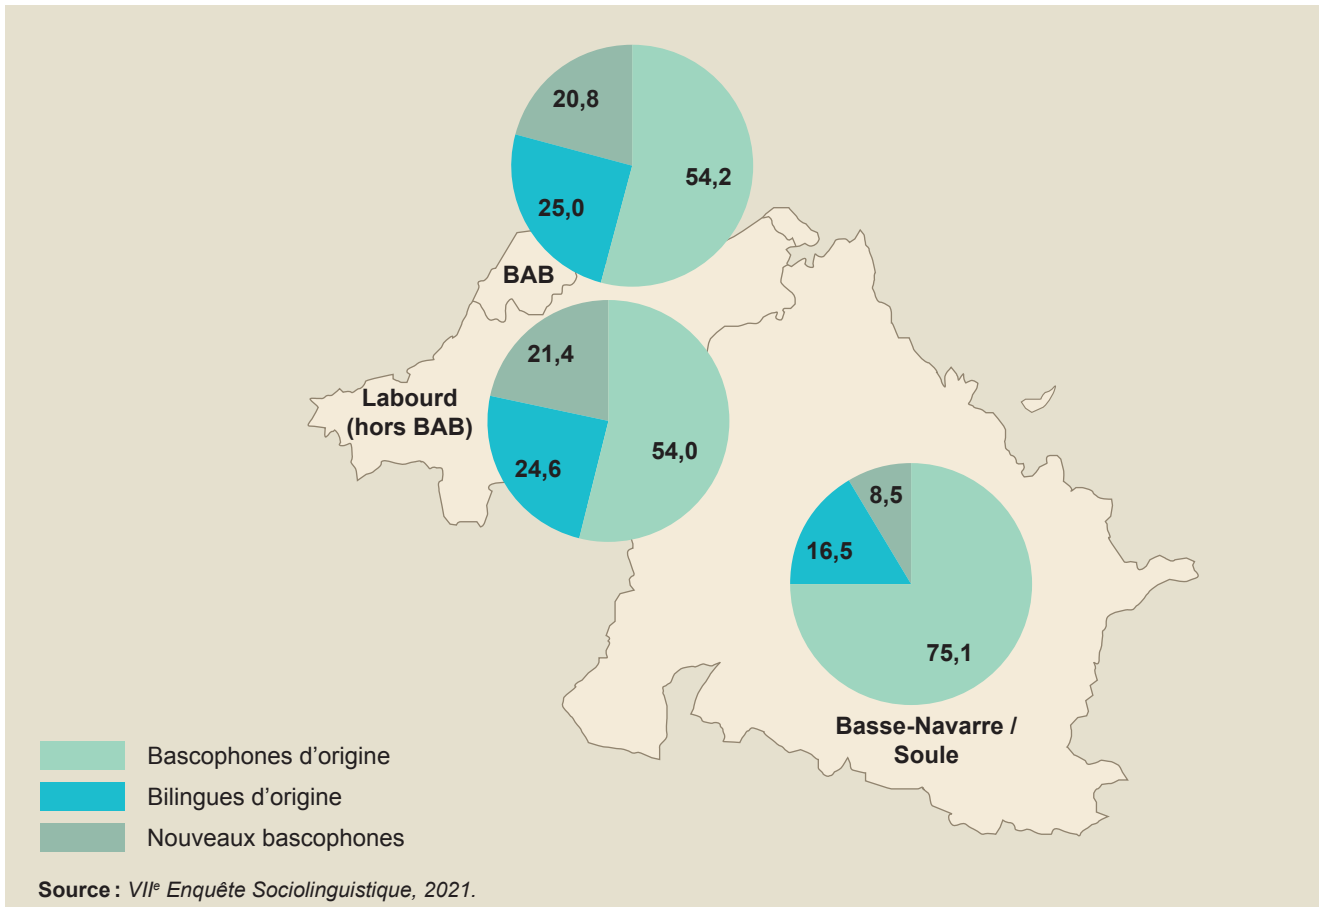 20,8
54,2
25,0
BAB
21,4
Labourd
(hors BAB)
54,0
24,6
8,5
16,5
75,1
Basse-Navarre /
Soule
Bascophones d'origine
Bilingues d'origine
Nouveaux bascophones
Source : VIIe Enquête Sociolinguistique, 2021.